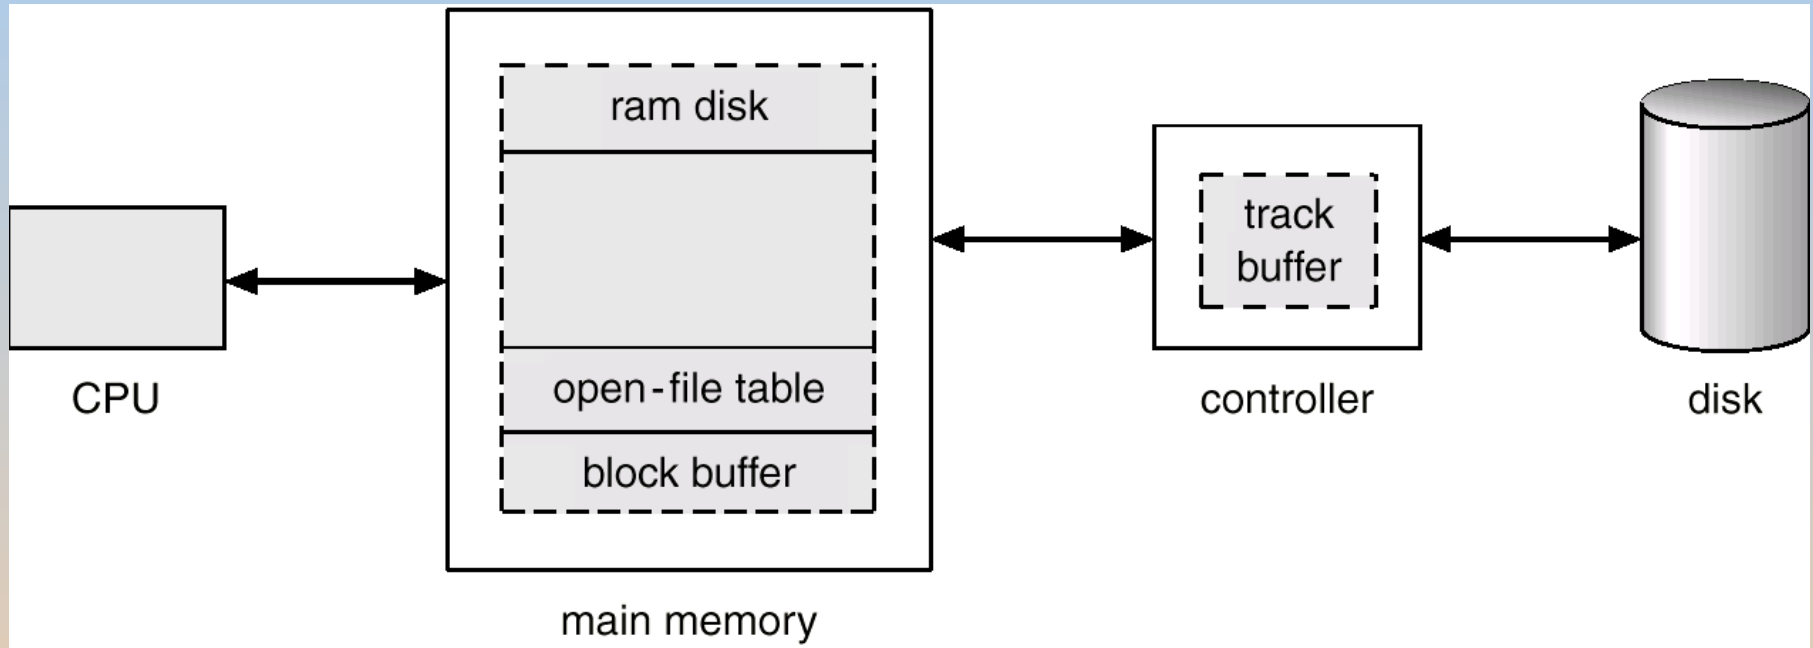 ram disk
open-file table
block buffer
track
buffer
CPU
main memory
controller
disk